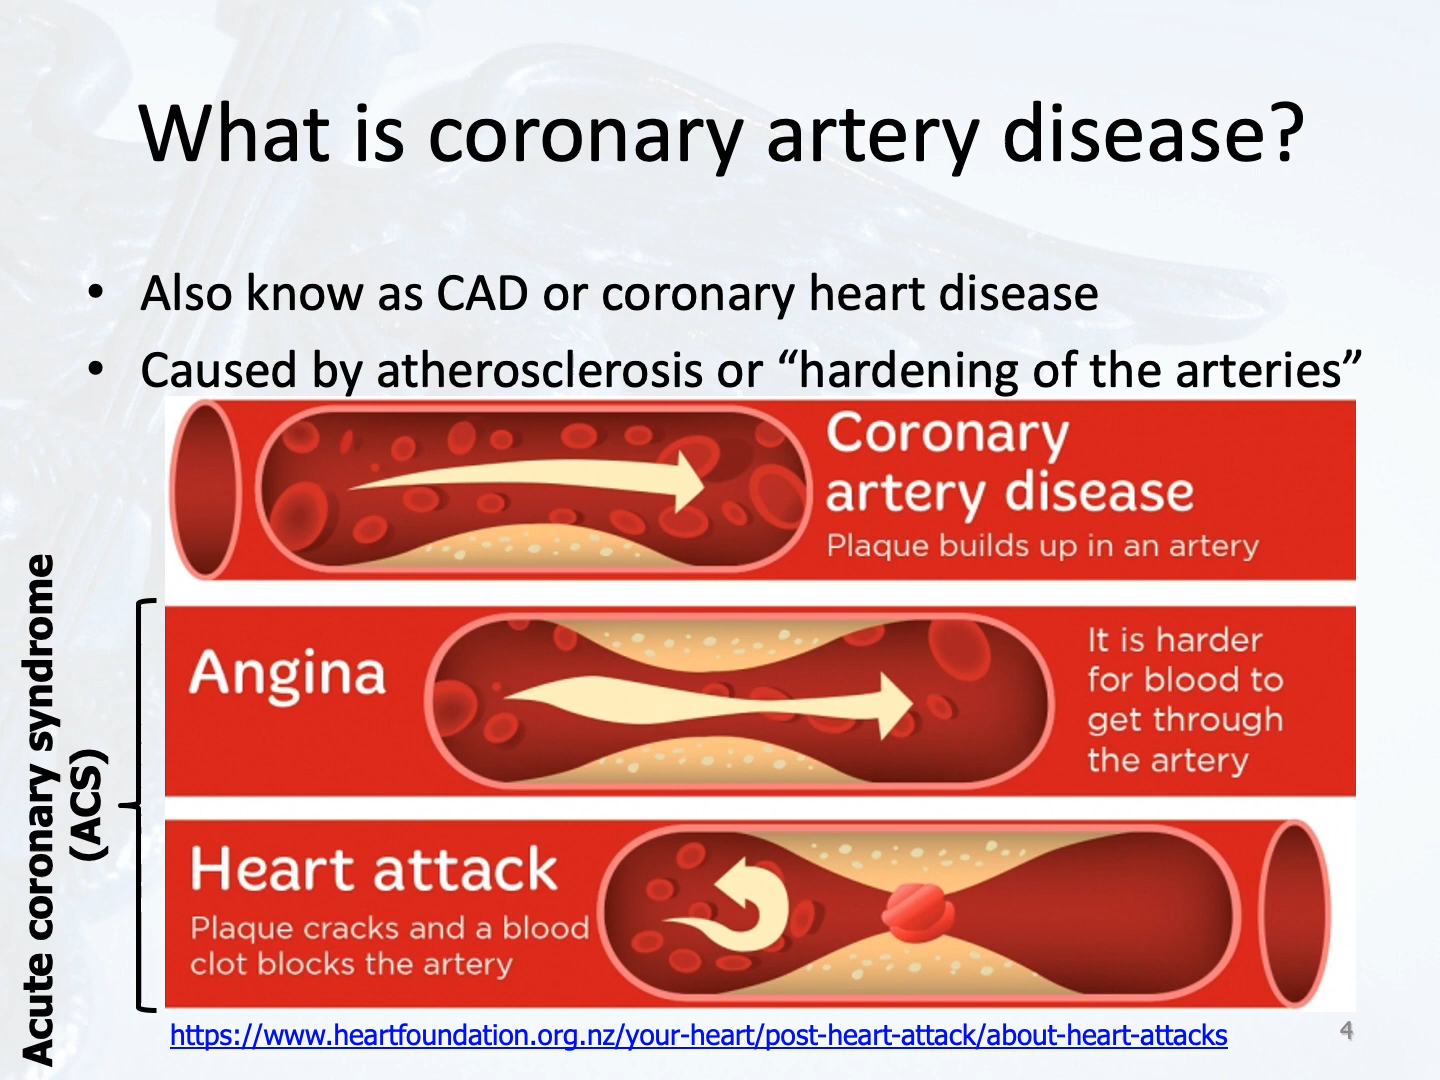 What is coronary artery disease?
• Also know as CAD or coronary heart disease
• Caused by atherosclerosis or “hardening of the arteries”
Coronary
artery disease
Plaque builds up in an artery
Acute coronary syndrome
(ACS)
Angina
It is harder
for blood to
get through
the artery
Heart attack
Plaque cracks and a blood
clot blocks the artery
https://www.heartfoundation.org.nz/your-heart/post-heart-attack/about-heart-attacks
4